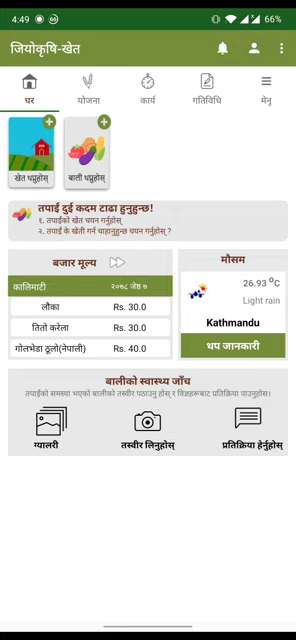 4:49 66 66%
जियोकृषि-खेत
घर योजना कार्य गतिविधि मेनु
खेत थप्नुहोस् बाली थप्नुहोस्
तपाईं दुई कदम टाढा हुनुहुन्छ!
१. तपाईंको खेत चयन गर्नुहोस्
२. तपाईं के खेती गर्न चाहानुहुन्छ चयन गर्नुहोस् ?
बजार मूल्य
कालिमाटी २०७८ जेष्ठ ७
लौका Rs. 30.0
तितो करेला Rs. 30.0
गोलभेडा ठूलो(नेपाली) Rs. 40.0
मौसम
26.93 °C
Light rain
Kathmandu
थप जानकारी
बालीको स्वास्थ्य जाँच
तपाईंको समस्या भएको बालीको तस्वीर पठाउनु होस् र विज्ञहरूबाट प्रतिक्रिया पाउनुहोस।
ग्यालरी तस्वीर लिनुहोस् प्रतिक्रिया हेर्नुहोस्